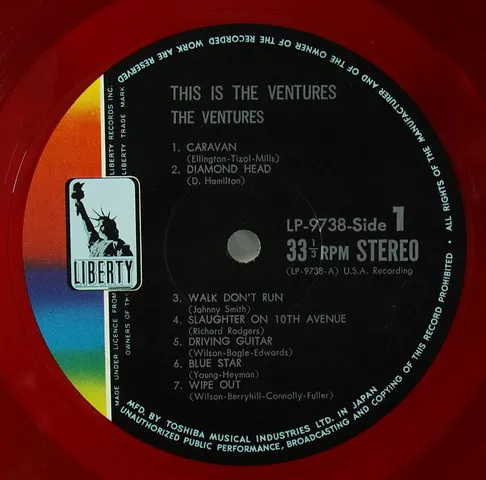 THIS IS THE VENTURES
THE VENTURES
1. CARAVAN
(Ellington-Tizol-Mills)
2. DIAMOND HEAD
(D. Hamilton)
LP-9738-Side 1
33 1/3 RPM STEREO
(LP-9738-A) U.S.A. Recording
3. WALK DON'T RUN
(Johnny Smith)
4. SLAUGHTER ON 10TH AVENUE
(Richard Rodgers)
5. DRIVING GUITAR
(Wilson-Bagle-Edwards)
6. BLUE STAR
(Young-Heyman)
7. WIPE OUT
(Wilson-Berryhill-Connolly-Fuller)
LIBERTY
MADE UNDER LICENCE FROM LIBERTY RECORDS INC.
OWNERS OF THE LIBERTY TRADE MARK
ALL RIGHTS OF THE MANUFACTURER AND OF THE OWNER OF THE RECORDED WORK ARE RESERVED
MFD. BY TOSHIBA MUSICAL INDUSTRIES LTD. IN JAPAN
UNAUTHORIZED PUBLIC PERFORMANCE, BROADCASTING AND COPYING OF THIS RECORD PROHIBITED •